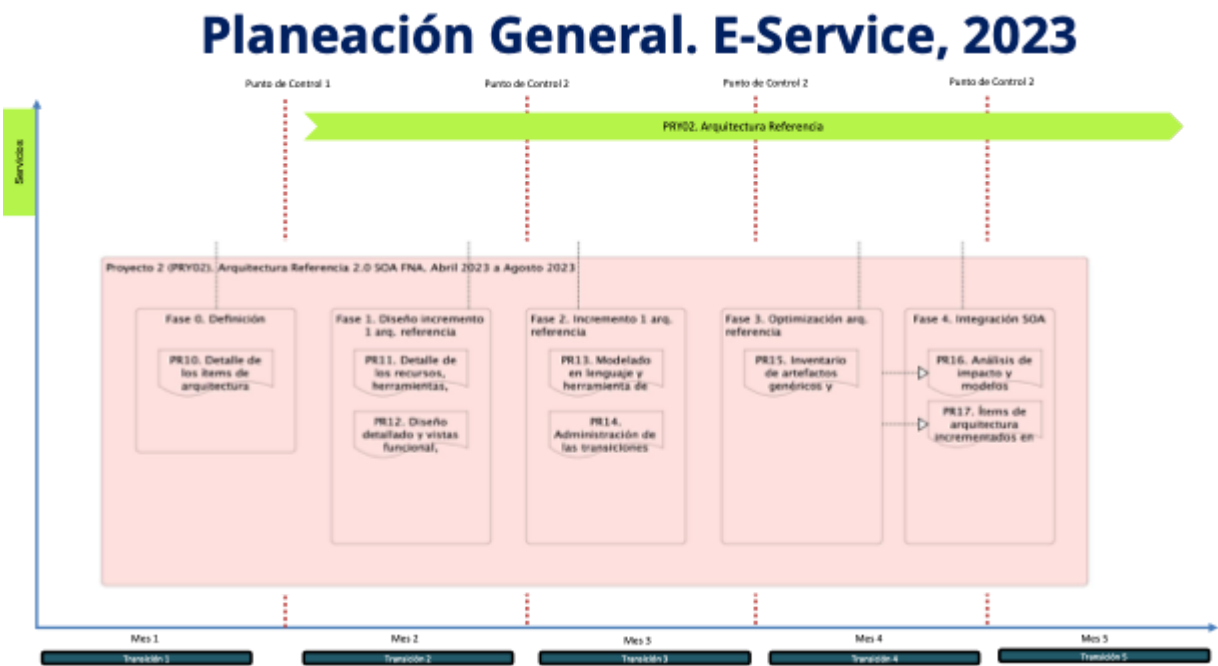 Planeación General. E-Service, 2023
Punto de Control 1
Punto de Control 2
Punto de Control 2
Punto de Control 2
Servicios
PRY02. Arquitectura Referencia
Proyecto 2 (PRY02). Arquitectura Referencia 2.0 SOA FNA. Abril 2023 a Agosto 2023
Fase 0. Definición
PR10. Detalle de
los ítems de
arquitectura
Fase 1. Diseño incremento
1 arq. referencia
PR11. Detalle de
los recursos,
herramientas,
PR12. Diseño
detallado y vistas
funcional,
Fase 2. Incremento 1 arq.
referencia
PR13. Modelado
en lenguaje y
herramienta de
PR14.
Administración de
las transiciones
Fase 3. Optimización arq.
referencia
PR15. Inventario
de artefactos
genéricos y
Fase 4. Integración SOA
PR16. Análisis de
impacto y
modelos
PR17. Ítems de
arquitectura
incrementados en
Mes 1
Mes 2
Mes 3
Mes 4
Mes 5
Transición 1
Transición 2
Transición 3
Transición 4
Transición 5